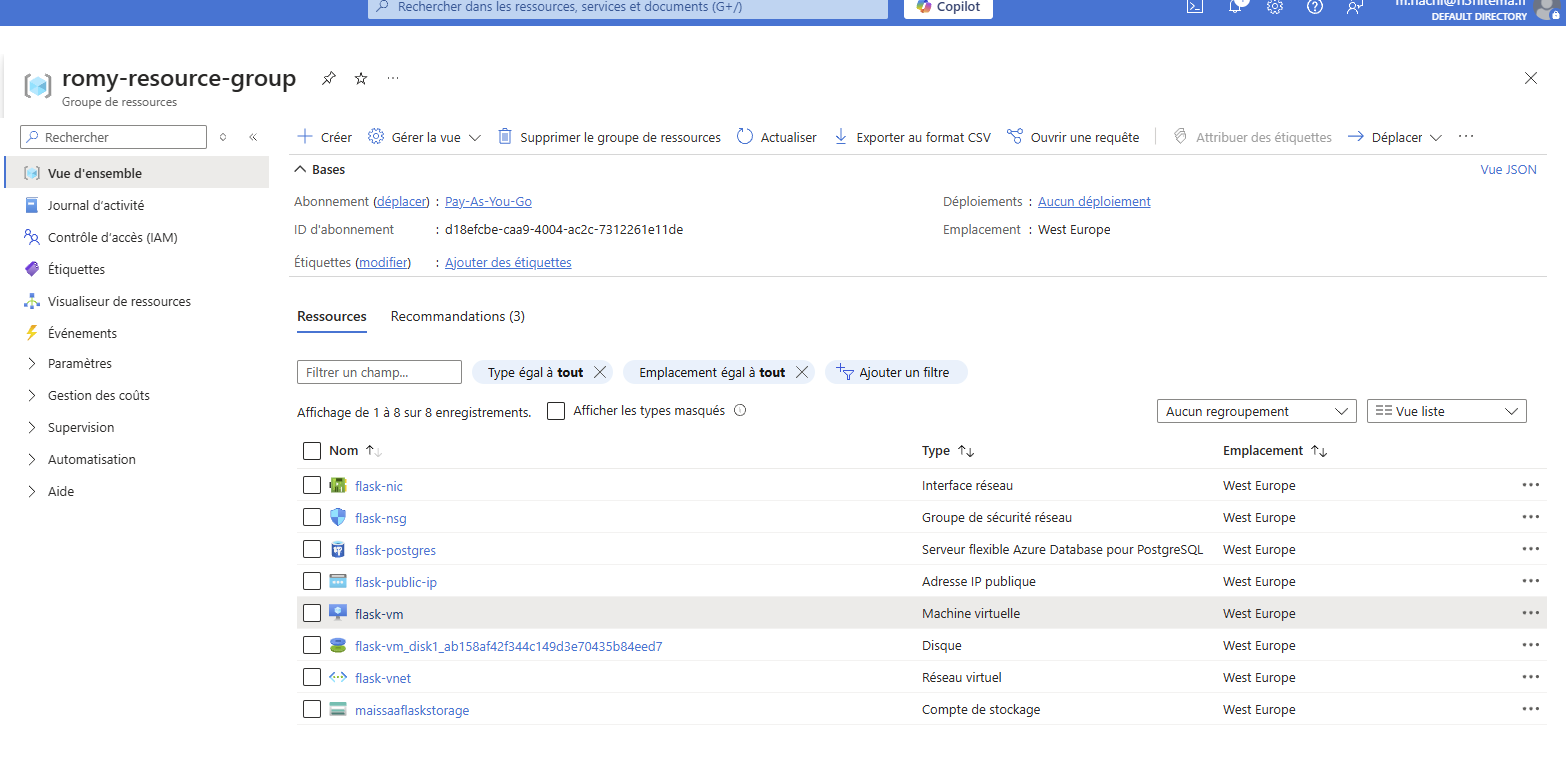 Rechercher dans les ressources, services et documents (G+/)
Copilot
DEFAULT DIRECTORY
romy-resource-group
Groupe de ressources
Rechercher
Créer
Gérer la vue
Supprimer le groupe de ressources
Actualiser
Exporter au format CSV
Ouvrir une requête
Attribuer des étiquettes
Déplacer
Vue d'ensemble
Journal d'activité
Contrôle d'accès (IAM)
Étiquettes
Visualiseur de ressources
Événements
Paramètres
Gestion des coûts
Supervision
Automatisation
Aide
Bases
Vue JSON
Abonnement (déplacer) : Pay-As-You-Go
Déploiements : Aucun déploiement
ID d'abonnement : d18efcbe-caa9-4004-ac2c-7312261e11de
Emplacement : West Europe
Étiquettes (modifier) : Ajouter des étiquettes
Ressources Recommandations (3)
Filtrer un champ... Type égal à tout Emplacement égal à tout Ajouter un filtre
Affichage de 1 à 8 sur 8 enregistrements. Afficher les types masqués Aucun regroupement Vue liste
Nom Type Emplacement
flask-nic Interface réseau West Europe
flask-nsg Groupe de sécurité réseau West Europe
flask-postgres Serveur flexible Azure Database pour PostgreSQL West Europe
flask-public-ip Adresse IP publique West Europe
flask-vm Machine virtuelle West Europe
flask-vm_disk1_ab158af42f344c149d3e70435b84eed7 Disque West Europe
flask-vnet Réseau virtuel West Europe
maissaaflaskstorage Compte de stockage West Europe